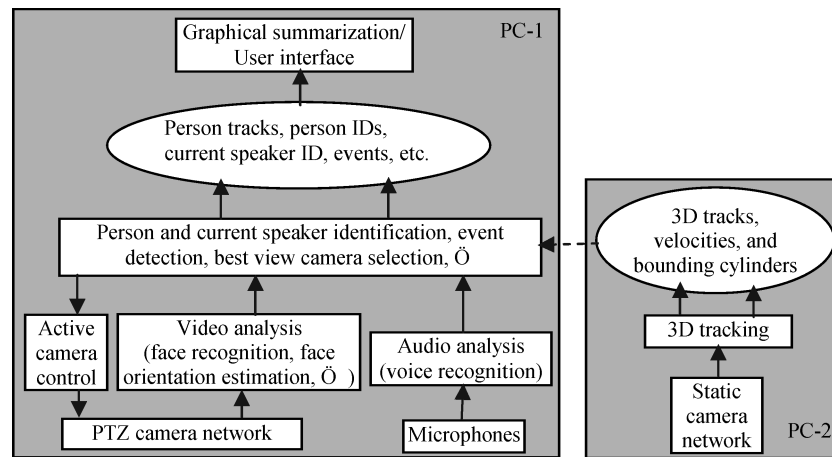 Graphical summarization/
User interface
PC-1
Person tracks, person IDs,
current speaker ID, events, etc.
Person and current speaker identification, event
detection, best view camera selection, Ö
3D tracks,
velocities, and
bounding cylinders
Active
camera
control
Video analysis
(face recognition, face
orientation estimation, Ö )
Audio analysis
(voice recognition)
3D tracking
PTZ camera network
Microphones
Static
camera
network
PC-2